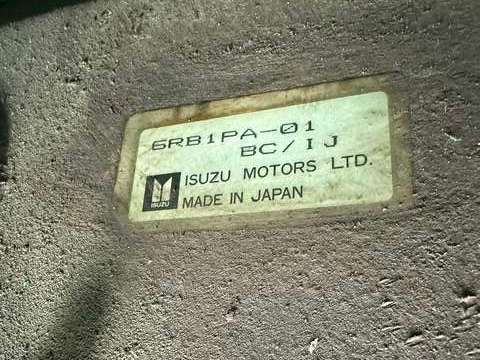 6RB1PA-01
BC/IJ
ISUZU MOTORS LTD.
ISUZU MADE IN JAPAN